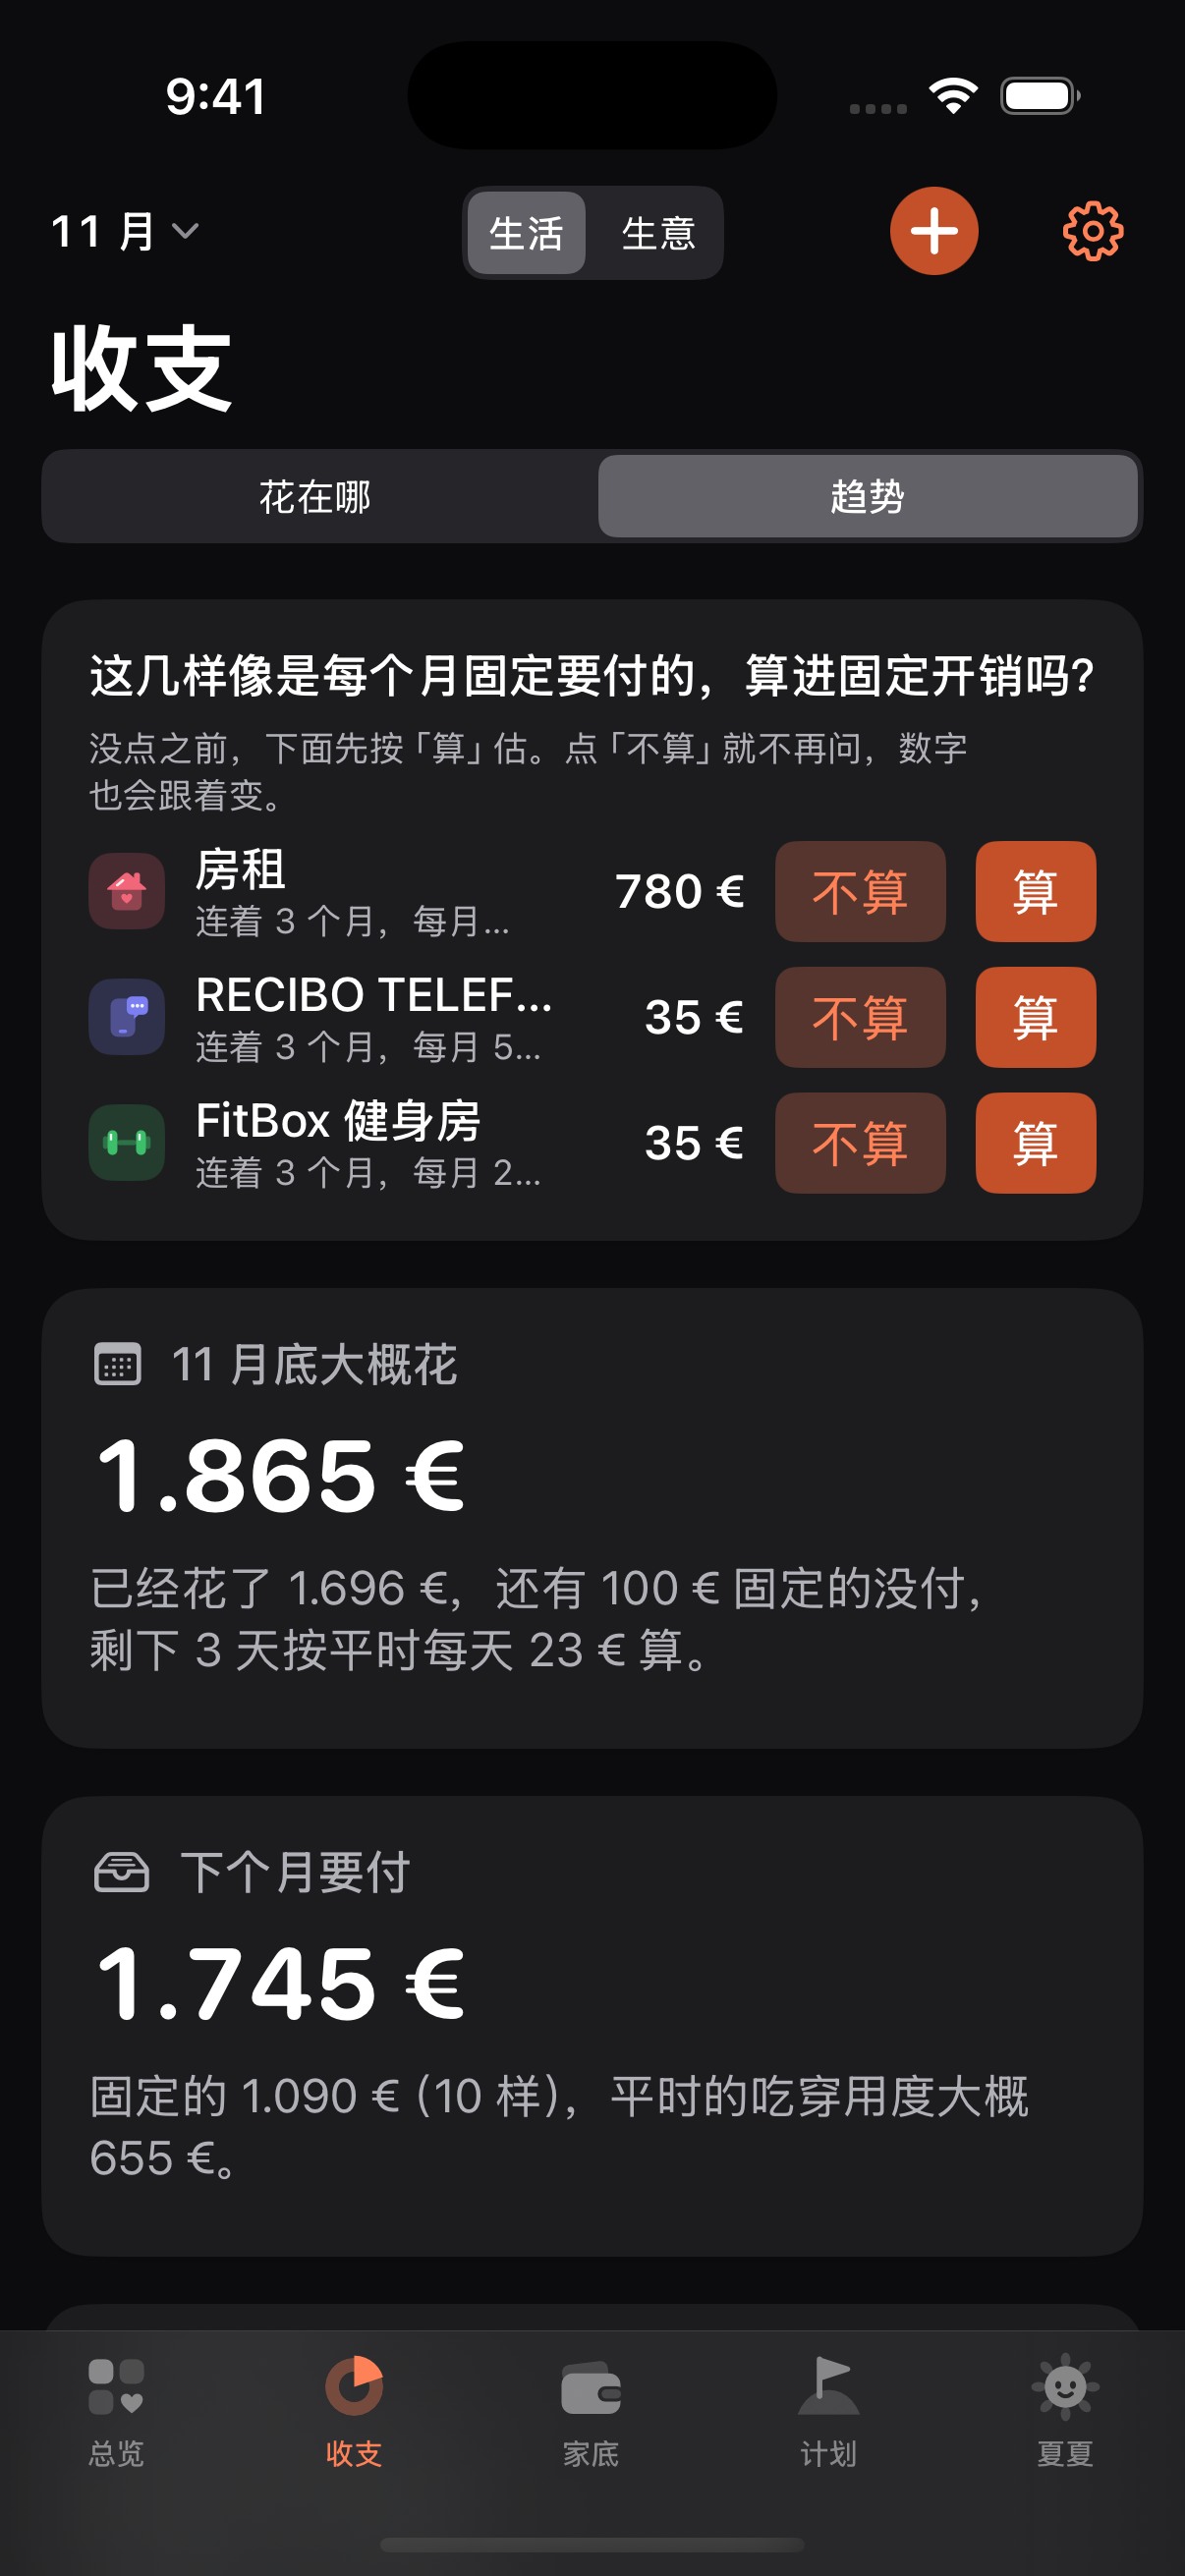 9:41
11 月
生活
生意
收支
花在哪
趋势
这几样像是每个月固定要付的，算进固定开销吗?
没点之前，下面先按「算」估。点「不算」就不再问，数字
也会跟着变。
房租
连着 3 个月，每月...
780 €
不算
算
RECIBO TELEF...
连着 3 个月，每月 5...
35 €
不算
算
FitBox 健身房
连着 3 个月，每月 2...
35 €
不算
算
11 月底大概花
1.865 €
已经花了 1.696 €，还有 100 € 固定的没付，
剩下 3 天按平时每天 23 € 算。
下个月要付
1.745 €
固定的 1.090 € (10 样)，平时的吃穿用度大概
655 €。
总览
收支
家底
计划
夏夏